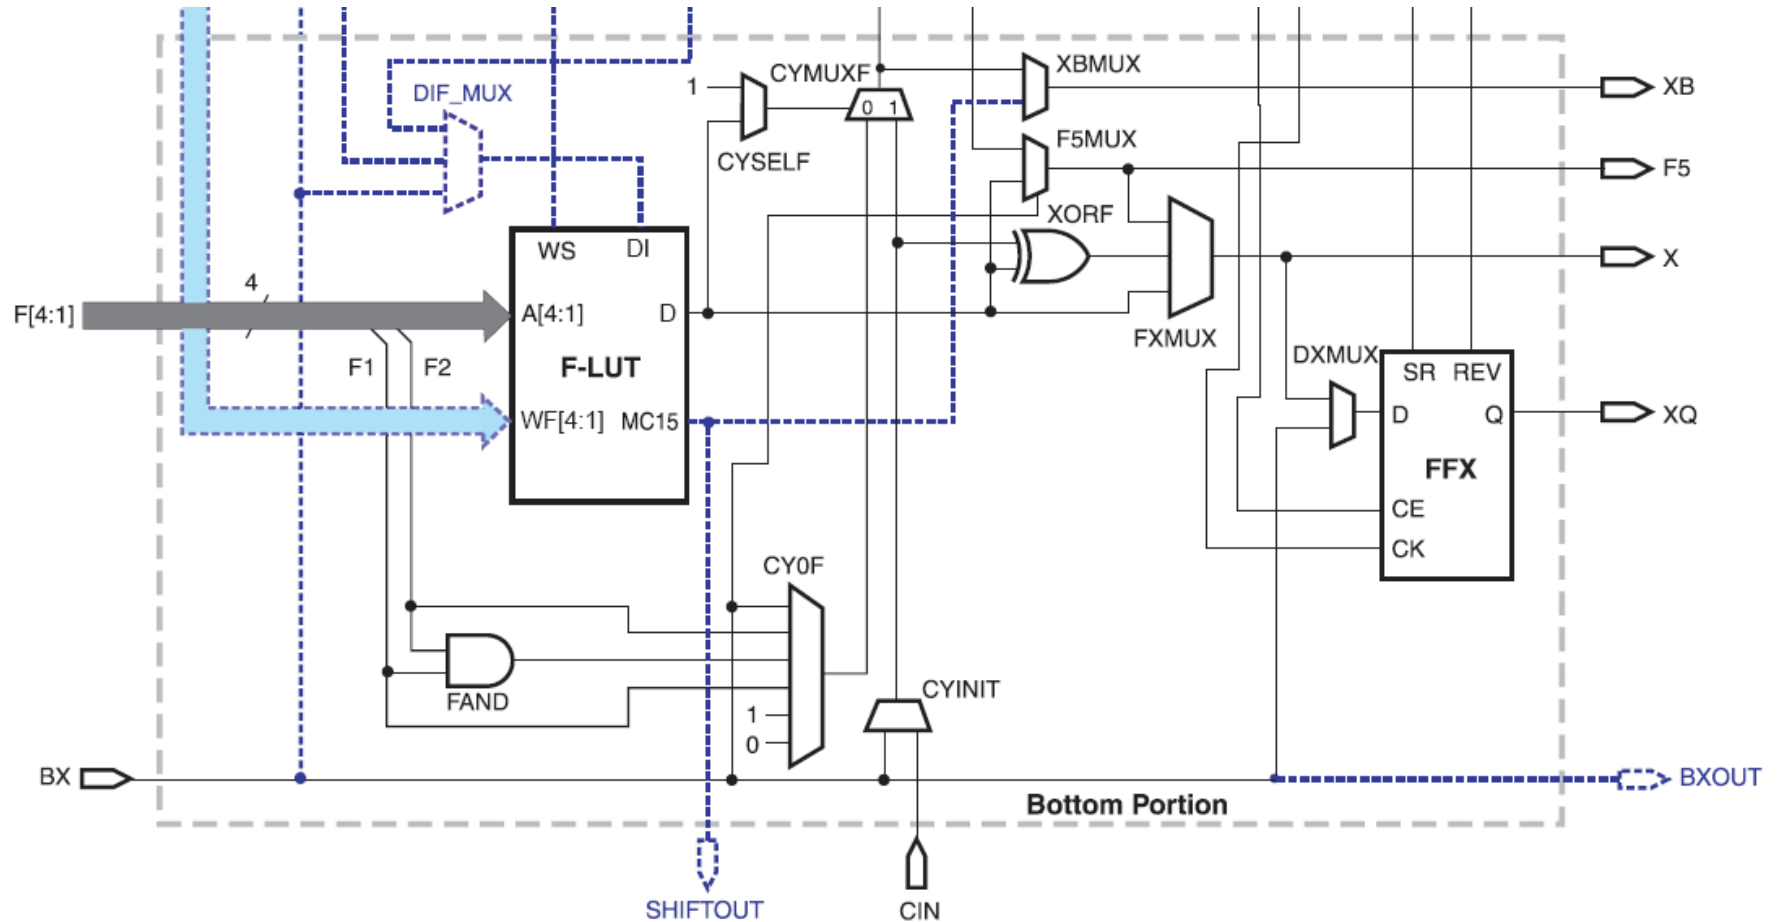 XBMUX
CYMUXF
1
XB
DIF_MUX
0 1
F5MUX
CYSELF
F5
XORF
WS
DI
X
4
F[4:1]
A[4:1]
D
FXMUX
F1
F2
F-LUT
DXMUX
SR
REV
WF[4:1]
MC15
D
Q
XQ
FFX
CE
CK
CY0F
CYINIT
FAND
1
0
BX
BXOUT
Bottom Portion
SHIFTOUT
CIN